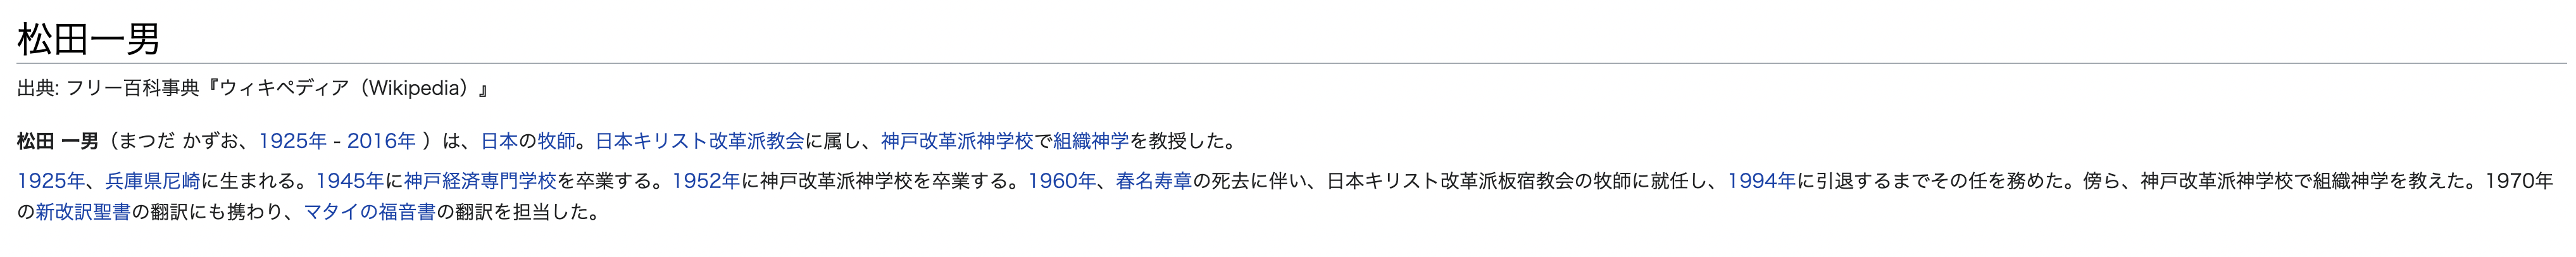 松田一男
出典: フリー百科事典『ウィキペディア（Wikipedia）』
松田 一男（まつだ かずお、1925年 - 2016年 ）は、日本の牧師。日本キリスト改革派教会に属し、神戸改革派神学校で組織神学を教授した。
1925年、兵庫県尼崎に生まれる。1945年に神戸経済専門学校を卒業する。1952年に神戸改革派神学校を卒業する。1960年、春名寿章の死去に伴い、日本キリスト改革派板宿教会の牧師に就任し、1994年に引退するまでその任を務めた。傍ら、神戸改革派神学校で組織神学を教えた。1970年
の新改訳聖書の翻訳にも携わり、マタイの福音書の翻訳を担当した。